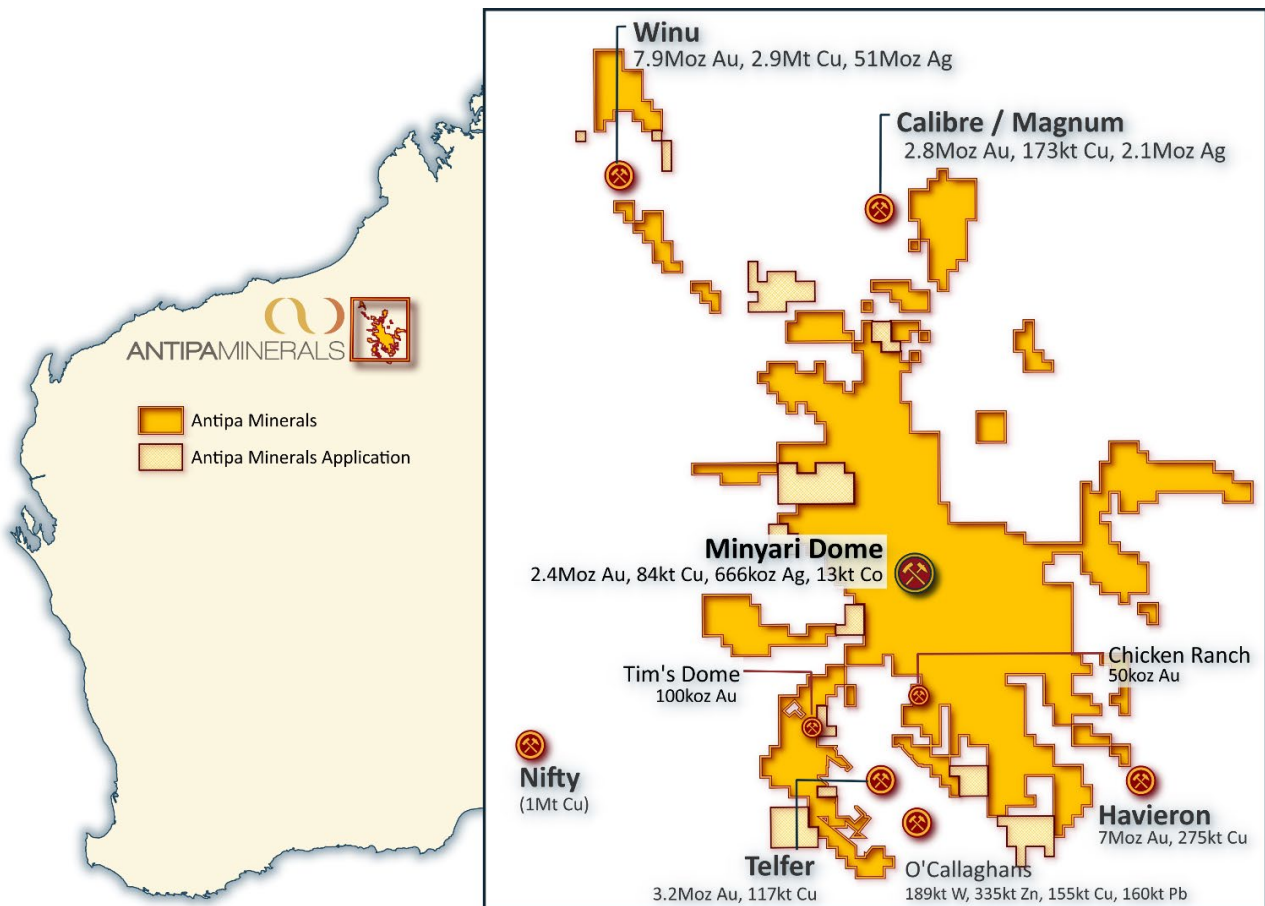 Winu
7.9Moz Au, 2.9Mt Cu, 51Moz Ag
Calibre / Magnum
2.8Moz Au, 173kt Cu, 2.1Moz Ag
ANTIPAMINERALS
Antipa Minerals
Antipa Minerals Application
Minyari Dome
2.4Moz Au, 84kt Cu, 666koz Ag, 13kt Co
Tim's Dome
100koz Au
Chicken Ranch
50koz Au
Nifty
(1Mt Cu)
Havieron
7Moz Au, 275kt Cu
Telfer
3.2Moz Au, 117kt Cu
O'Callaghans
189kt W, 335kt Zn, 155kt Cu, 160kt Pb